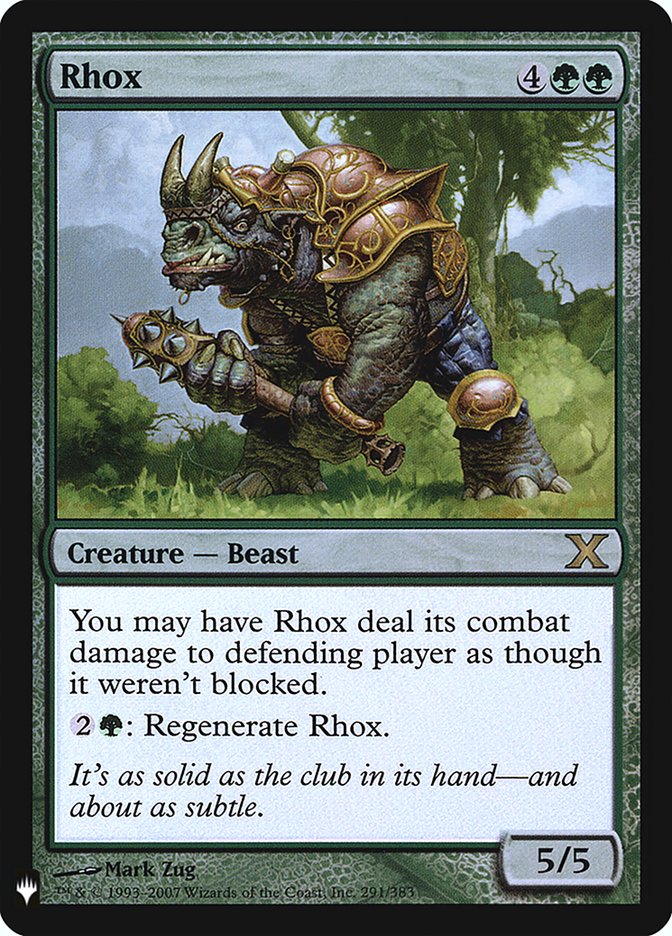 Rhox
4
Creature — Beast
X
You may have Rhox deal its combat
damage to defending player as though
it weren't blocked.
2 : Regenerate Rhox.
It's as solid as the club in its hand—and
about as subtle.
5/5
Mark Zug
™ & © 1993–2007 Wizards of the Coast, Inc. 291/383